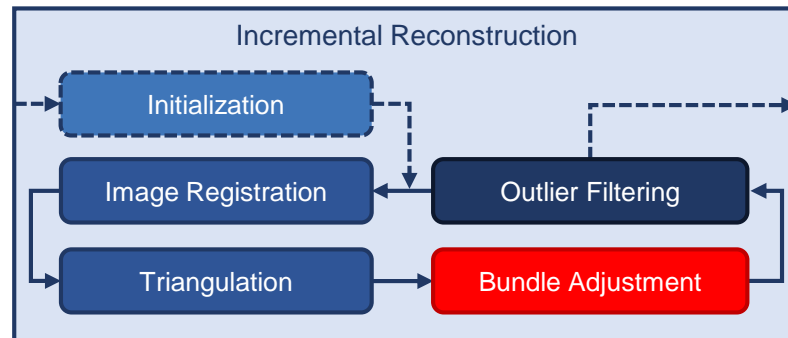 Incremental Reconstruction
Initialization
Image Registration
Outlier Filtering
Triangulation
Bundle Adjustment